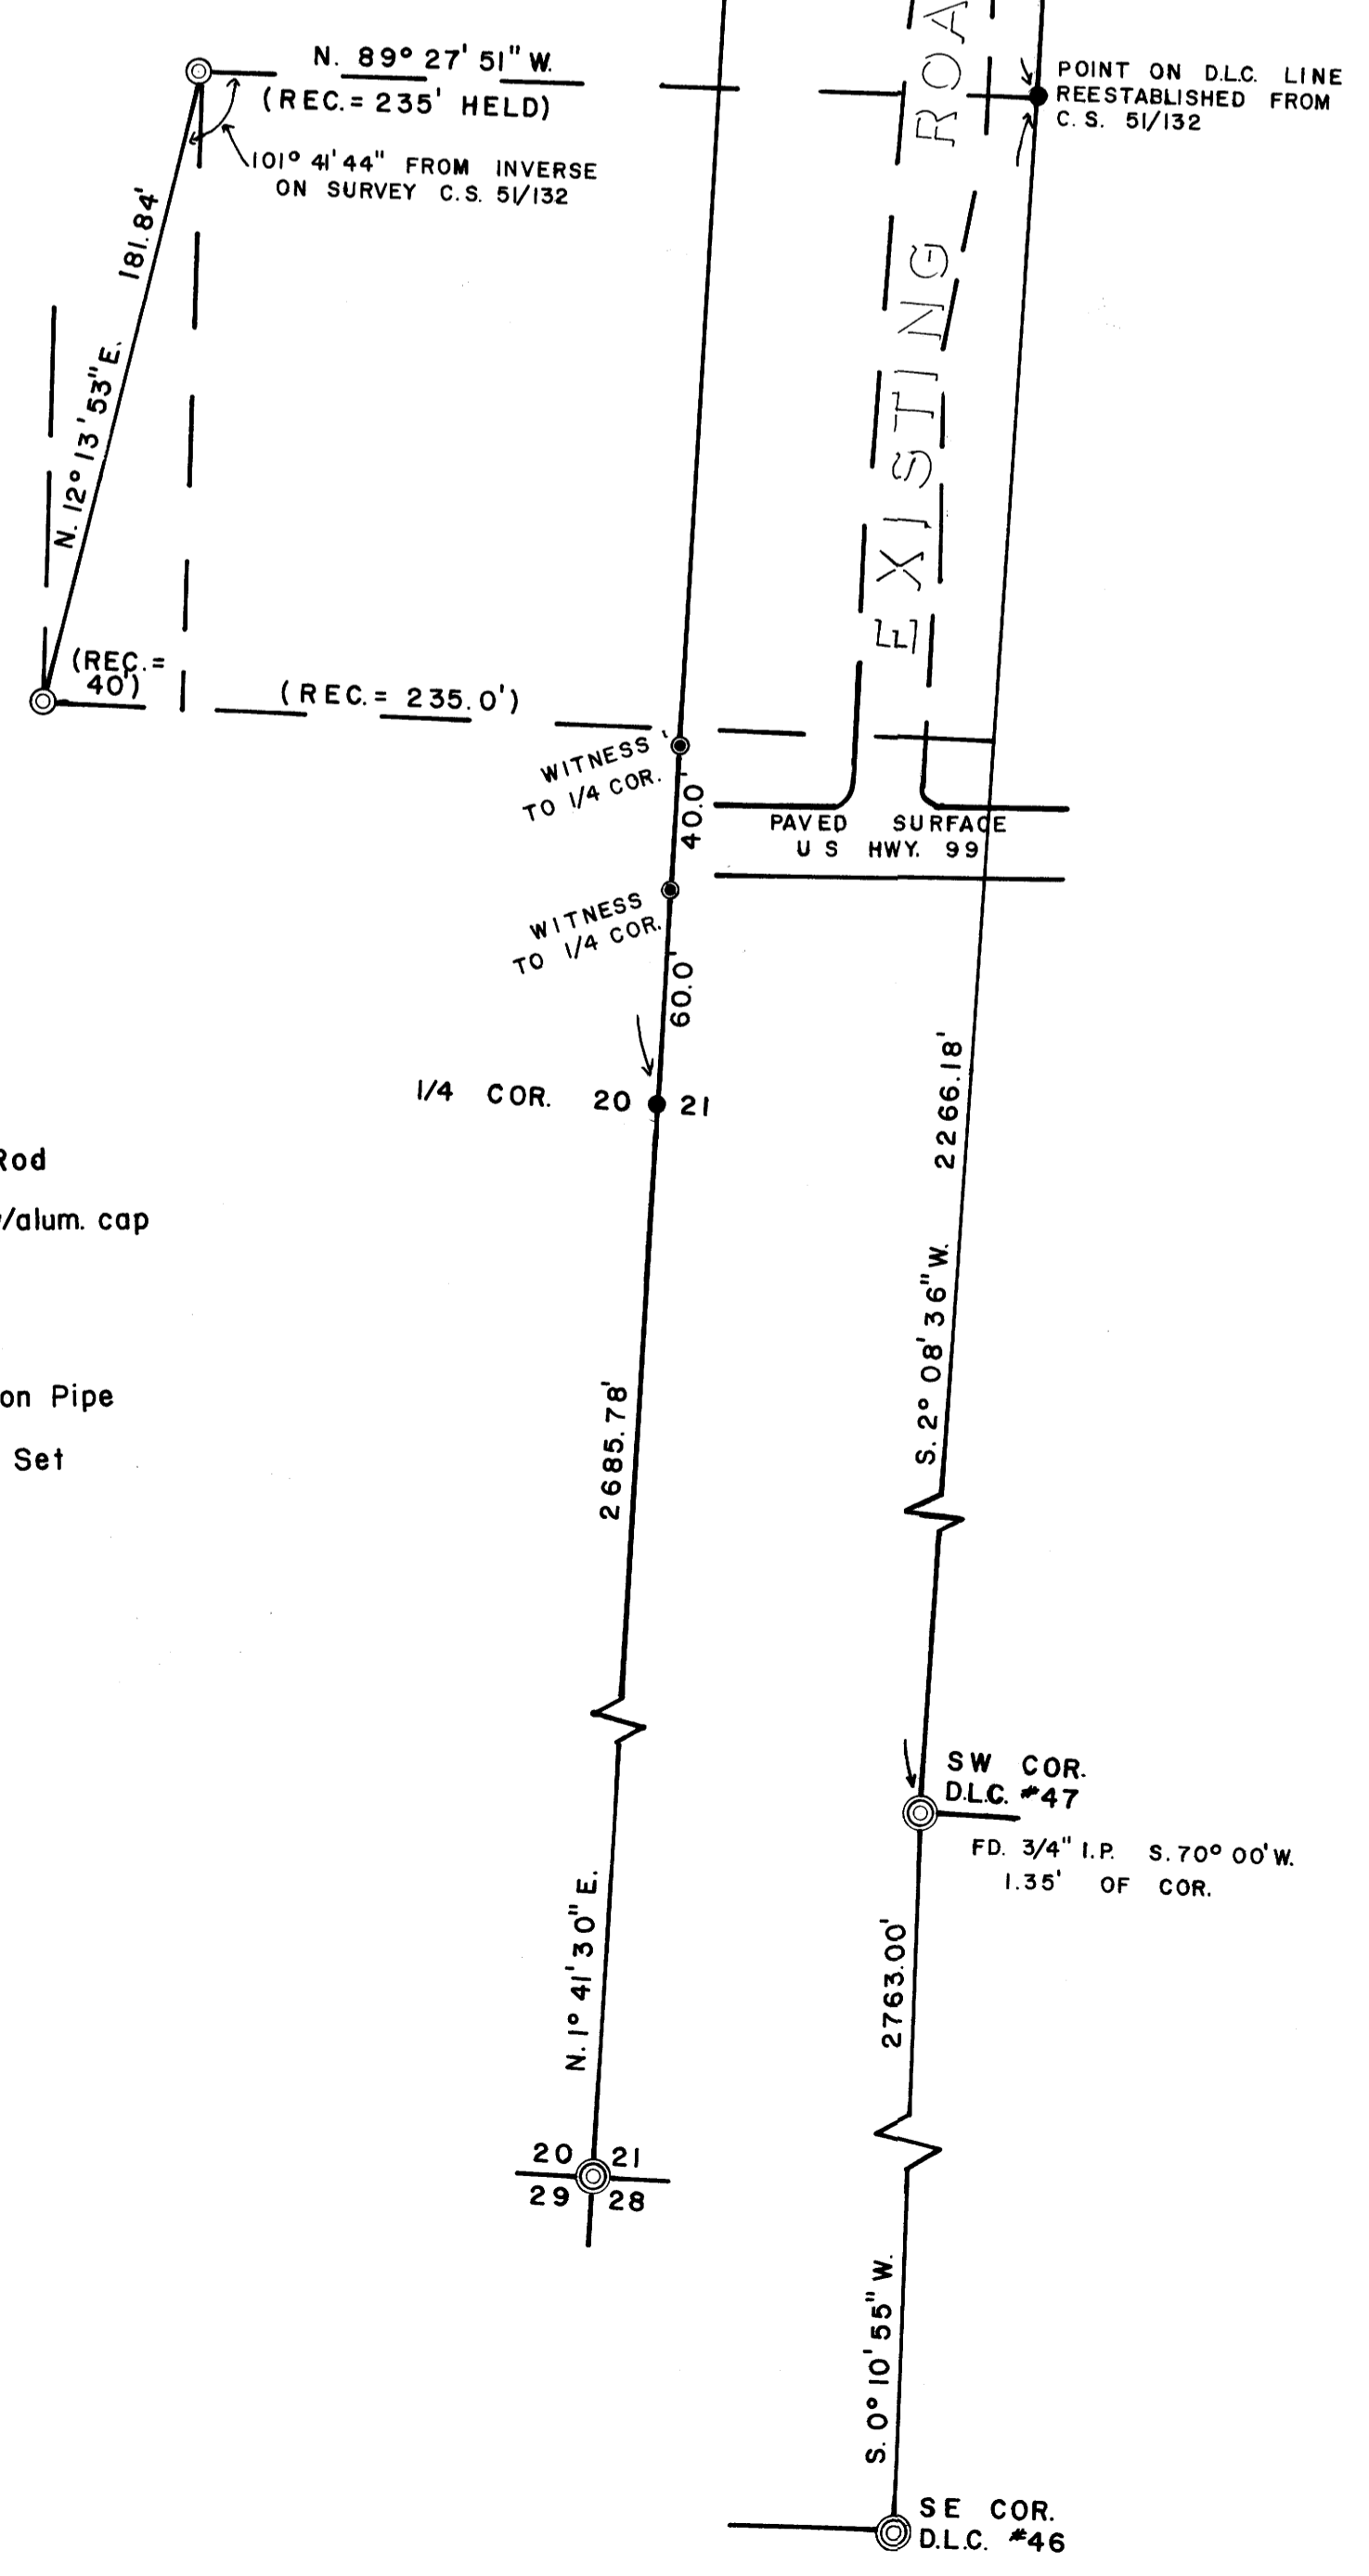 N. 89° 27' 51" W.
(REC. = 235' HELD)
POINT ON D.L.C. LINE
REESTABLISHED FROM
C.S. 51/132
101° 41' 44" FROM INVERSE
ON SURVEY C.S. 51/132
181.84'
N. 12° 13' 53" E.
EXISTING ROA
(REC. =
40')
(REC. = 235.0')
WITNESS
TO 1/4 COR.
40.0'
PAVED SURFACE
US HWY. 99
WITNESS
TO 1/4 COR.
60.0'
1/4 COR. 20 21
2266.18'
S. 2° 08' 36" W.
Rod
/alum. cap
on Pipe
Set
2685.78'
N. 1° 41' 30" E.
SW COR.
D.L.C. #47
FD. 3/4" I.P. S. 70° 00' W.
1.35' OF COR.
2763.00'
20 21
29 28
S. 0° 10' 55" W.
SE COR.
D.L.C. #46